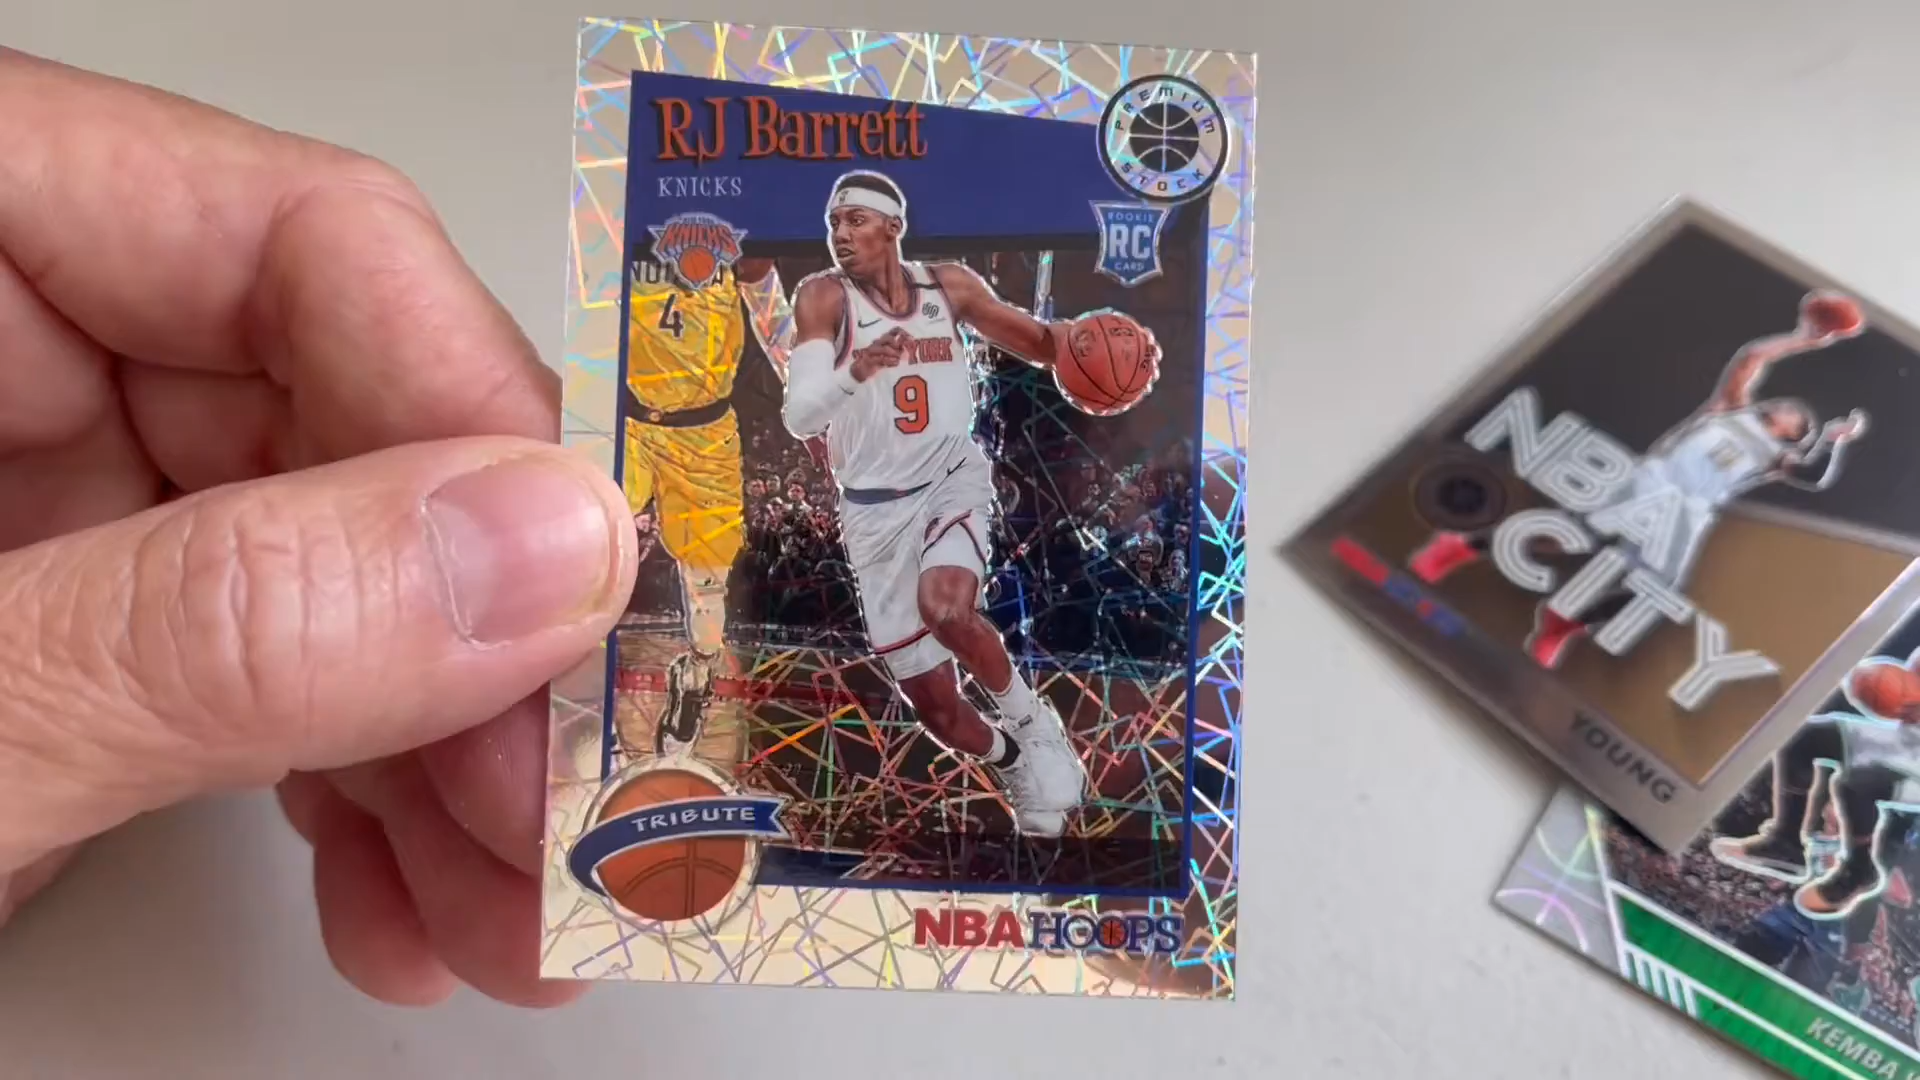 RJ Barrett
KNICKS
PREMIUM
STOCK
KNICKS
ROOKIE
RC
CARD
4
YORK
9
TRIBUTE
NBA HOOPS
NBA
CITY
YOUNG
KEMBA